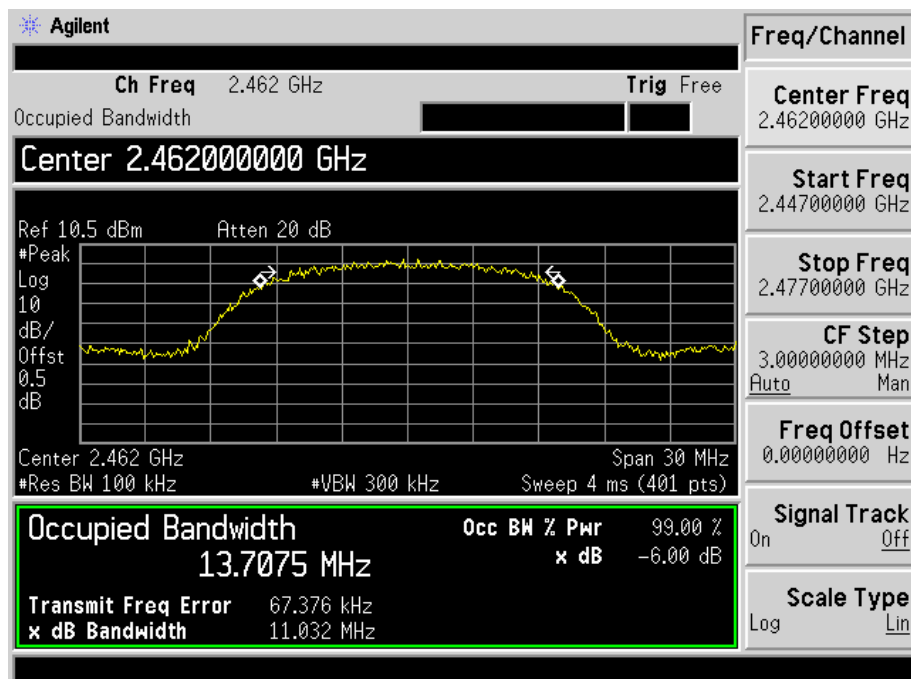 Agilent
Freq/Channel
Ch Freq 2.462 GHz Trig Free
Occupied Bandwidth
Center 2.462000000 GHz
Ref 10.5 dBm Atten 20 dB
#Peak
Log
10
dB/
Offst
0.5
dB
Center 2.462 GHz Span 30 MHz
#Res BW 100 kHz #VBW 300 kHz Sweep 4 ms (401 pts)
Occupied Bandwidth
13.7075 MHz
Occ BW % Pwr 99.00 %
x dB -6.00 dB
Transmit Freq Error 67.376 kHz
x dB Bandwidth 11.032 MHz
Center Freq
2.46200000 GHz
Start Freq
2.44700000 GHz
Stop Freq
2.47700000 GHz
CF Step
3.00000000 MHz
Auto Man
Freq Offset
0.00000000 Hz
Signal Track
On Off
Scale Type
Log Lin